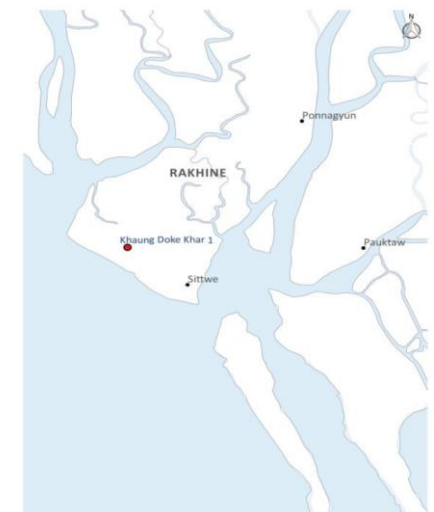 N
Ponnagyun
RAKHINE
Khaung Doke Khar 1
Pauktaw
Sittwe